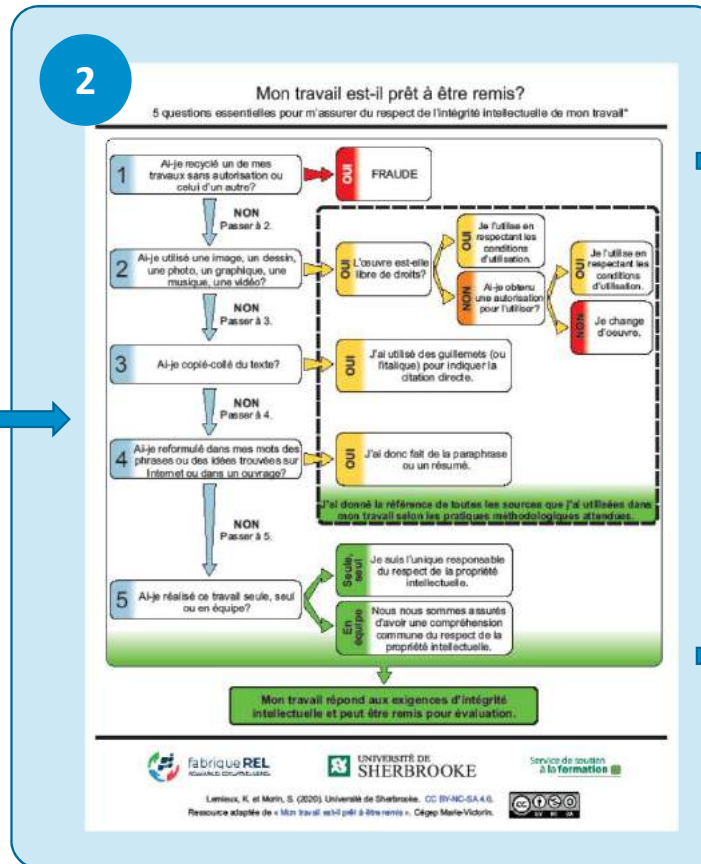 2
Mon travail est-il prêt à être remis?
5 questions essentielles pour m'assurer du respect de l'intégrité intellectuelle de mon travail*
1
Ai-je recyclé un de mes
travaux sans autorisation ou
celui d'un autre?
OUI
FRAUDE
NON
Passer à 2.
2
Ai-je utilisé une image, un dessin,
une photo, un graphique, une
musique, une vidéo?
OUI
L'œuvre est-elle
libre de droits?
OUI
Je l'utilise en
respectant les
conditions
d'utilisation.
NON
Ai-je obtenu
une autorisation
pour l'utiliser?
OUI
Je l'utilise en
respectant les
conditions
d'utilisation.
NON
Je change
d'oeuvre.
NON
Passer à 3.
3
Ai-je copié-collé du texte?
OUI
J'ai utilisé des guillemets (ou
l'italique) pour indiquer la
citation directe.
NON
Passer à 4.
4
Ai-je reformulé dans mes mots des
phrases ou des idées trouvées sur
Internet ou dans un ouvrage?
OUI
J'ai donc fait de la paraphrase
ou un résumé.
J'ai donné la référence de toutes les sources que j'ai utilisées dans
mon travail selon les pratiques méthodologiques attendues.
NON
Passer à 5.
5
Ai-je réalisé ce travail seule, seul
ou en équipe?
Seule,
seul
Je suis l'unique responsable
du respect de la propriété
intellectuelle.
En
équipe
Nous nous sommes assurés
d'avoir une compréhension
commune du respect de la
propriété intellectuelle.
Mon travail répond aux exigences d'intégrité
intellectuelle et peut être remis pour évaluation.
fabriqueREL
UNIVERSITÉ DE
SHERBROOKE
Service de soutien
à la formation
Lemieux, K. et Morin, S. (2020). Université de Sherbrooke. CC BY-NC-SA 4.0.
Ressource adaptée de « Mon travail est-il prêt à être remis ». Cégep Marie-Victorin.